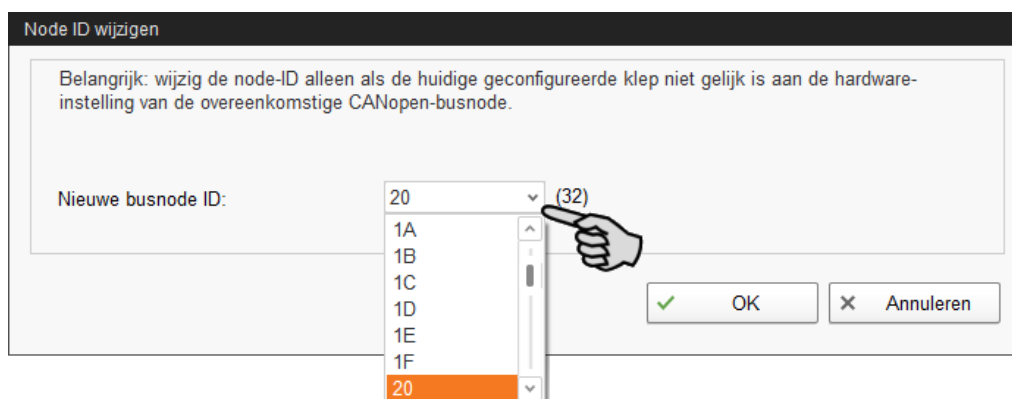 Node ID wijzigen
Belangrijk: wijzig de node-ID alleen als de huidige geconfigureerde klep niet gelijk is aan de hardware-
instelling van de overeenkomstige CANopen-busnode.
Nieuwe busnode ID:
20
(32)
1A
1B
1C
1D
1E
1F
20
OK
Annuleren